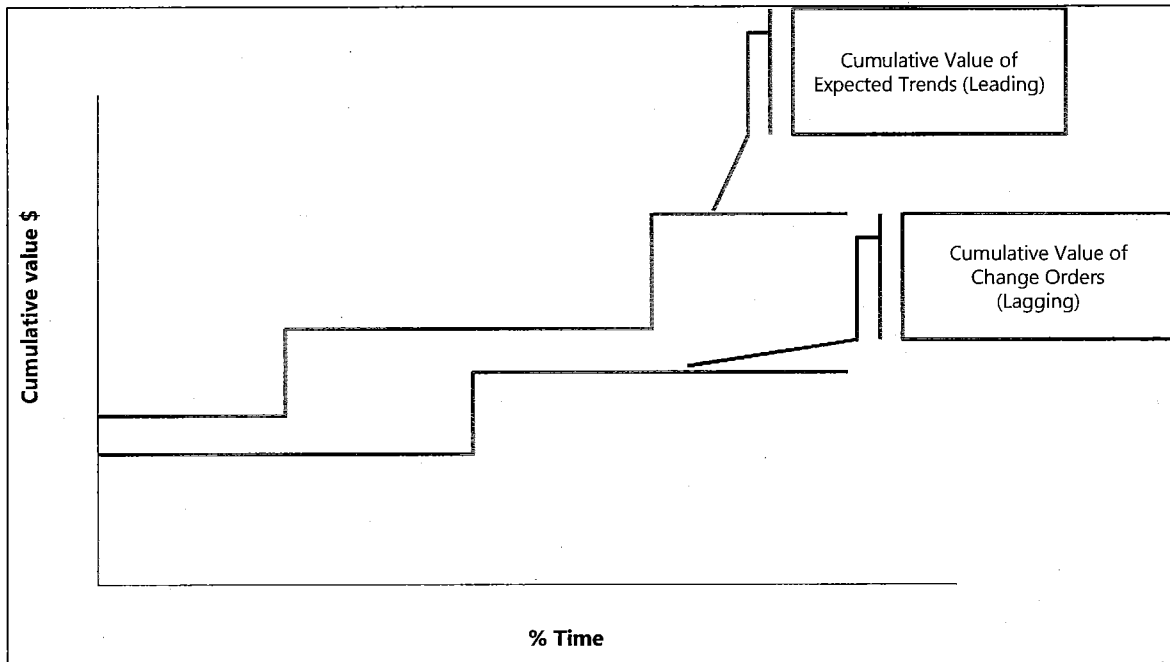 Cumulative Value of
Expected Trends (Leading)
Cumulative Value of
Change Orders
(Lagging)
Cumulative value $
% Time